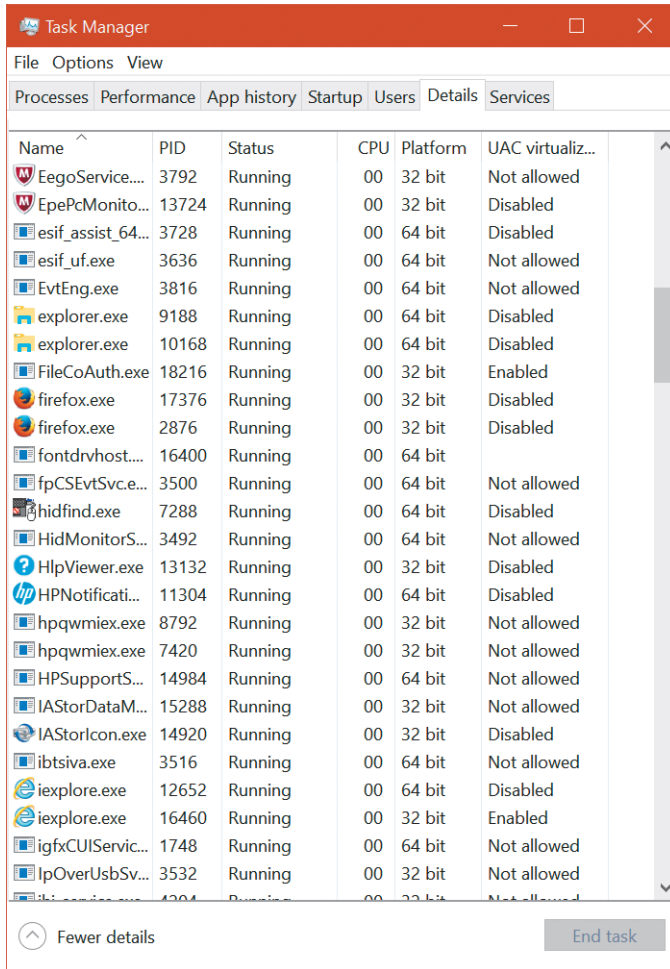 Task Manager
File Options View
Processes Performance App history Startup Users Details Services
Name PID Status CPU Platform UAC virtualiz...
EegoService.... 3792 Running 00 32 bit Not allowed
EpePcMonito... 13724 Running 00 32 bit Disabled
esif_assist_64... 3728 Running 00 64 bit Disabled
esif_uf.exe 3636 Running 00 64 bit Not allowed
EvtEng.exe 3816 Running 00 64 bit Not allowed
explorer.exe 9188 Running 00 64 bit Disabled
explorer.exe 10168 Running 00 64 bit Disabled
FileCoAuth.exe 18216 Running 00 32 bit Enabled
firefox.exe 17376 Running 00 32 bit Disabled
firefox.exe 2876 Running 00 32 bit Disabled
fontdrvhost.... 16400 Running 00 64 bit
fpCSEvtSvc.e... 3500 Running 00 64 bit Not allowed
hidfind.exe 7288 Running 00 64 bit Disabled
HidMonitorS... 3492 Running 00 64 bit Not allowed
HlpViewer.exe 13132 Running 00 32 bit Disabled
HPNotificati... 11304 Running 00 64 bit Disabled
hpqwmiex.exe 8792 Running 00 32 bit Not allowed
hpqwmiex.exe 7420 Running 00 32 bit Not allowed
HPSupportS... 14984 Running 00 64 bit Not allowed
IAStorDataM... 15288 Running 00 32 bit Not allowed
IAStorIcon.exe 14920 Running 00 32 bit Disabled
ibtsiva.exe 3516 Running 00 64 bit Not allowed
iexplore.exe 12652 Running 00 64 bit Disabled
iexplore.exe 16460 Running 00 32 bit Enabled
igfxCUIServic... 1748 Running 00 64 bit Not allowed
IpOverUsbSv... 3532 Running 00 32 bit Not allowed
Fewer details End task